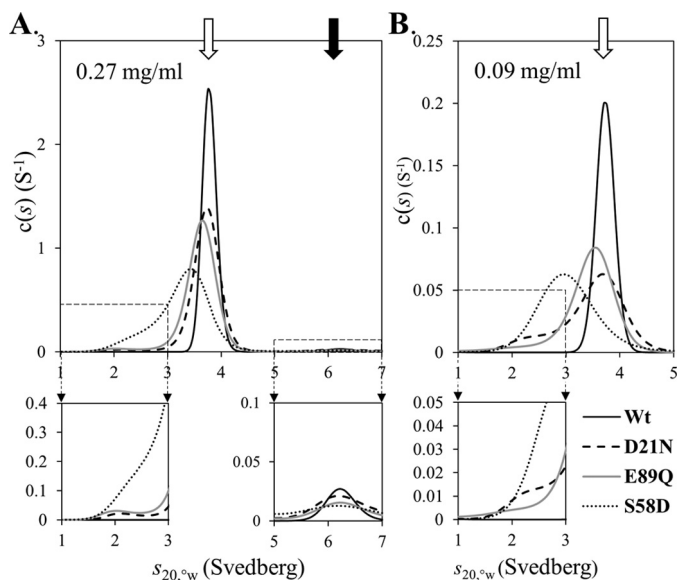 A.
B.
3
2
1
0
c(s) (S⁻¹)
0.27 mg/ml
1 2 3 4 5 6 7
0.25
0.2
0.15
0.1
0.05
0.00
c(s) (S⁻¹)
0.09 mg/ml
1 2 3 4 5
0.4
0.3
0.2
0.1
0.0
1 2 3
0.1
0.05
0
5 6 7
0.05
0.04
0.03
0.02
0.01
0
1 2 3
Wt
D21N
E89Q
S58D
s20,°w (Svedberg)
s20,°w (Svedberg)